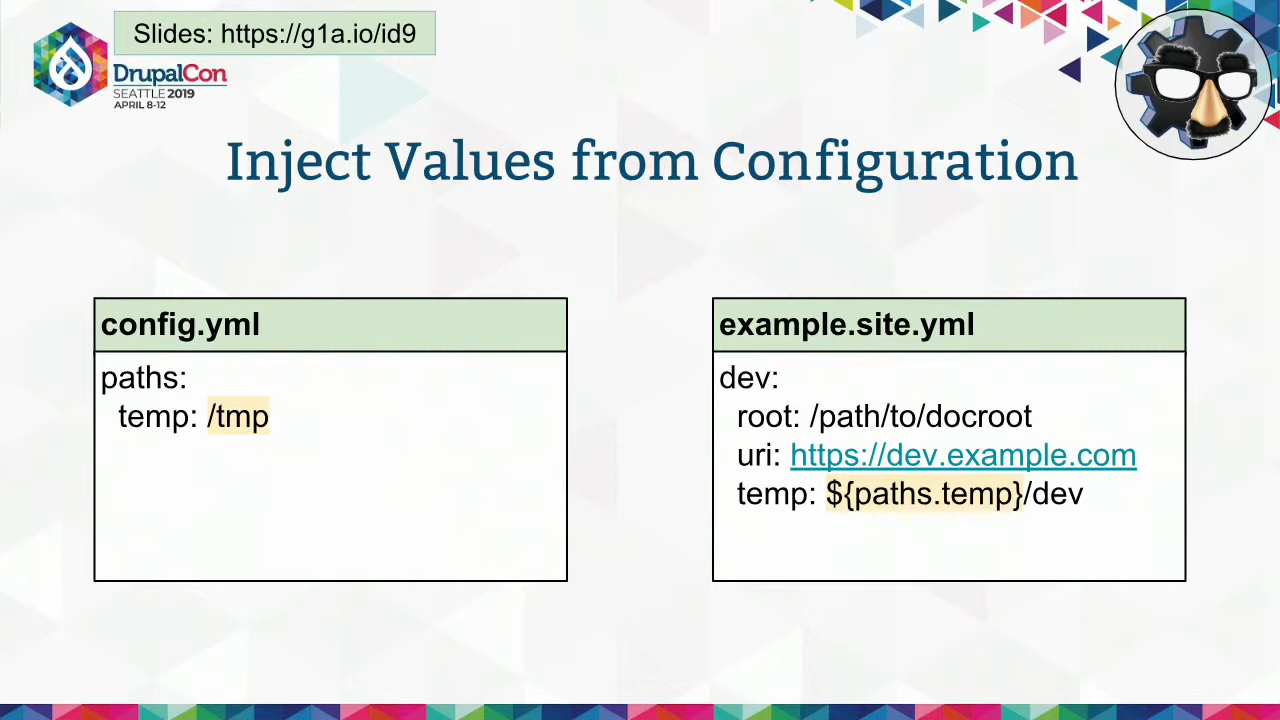 Slides: https://g1a.io/id9
DrupalCon
SEATTLE 2019
APRIL 8-12
Inject Values from Configuration
config.yml
paths:
temp: /tmp
example.site.yml
dev:
root: /path/to/docroot
uri: https://dev.example.com
temp: ${paths.temp}/dev